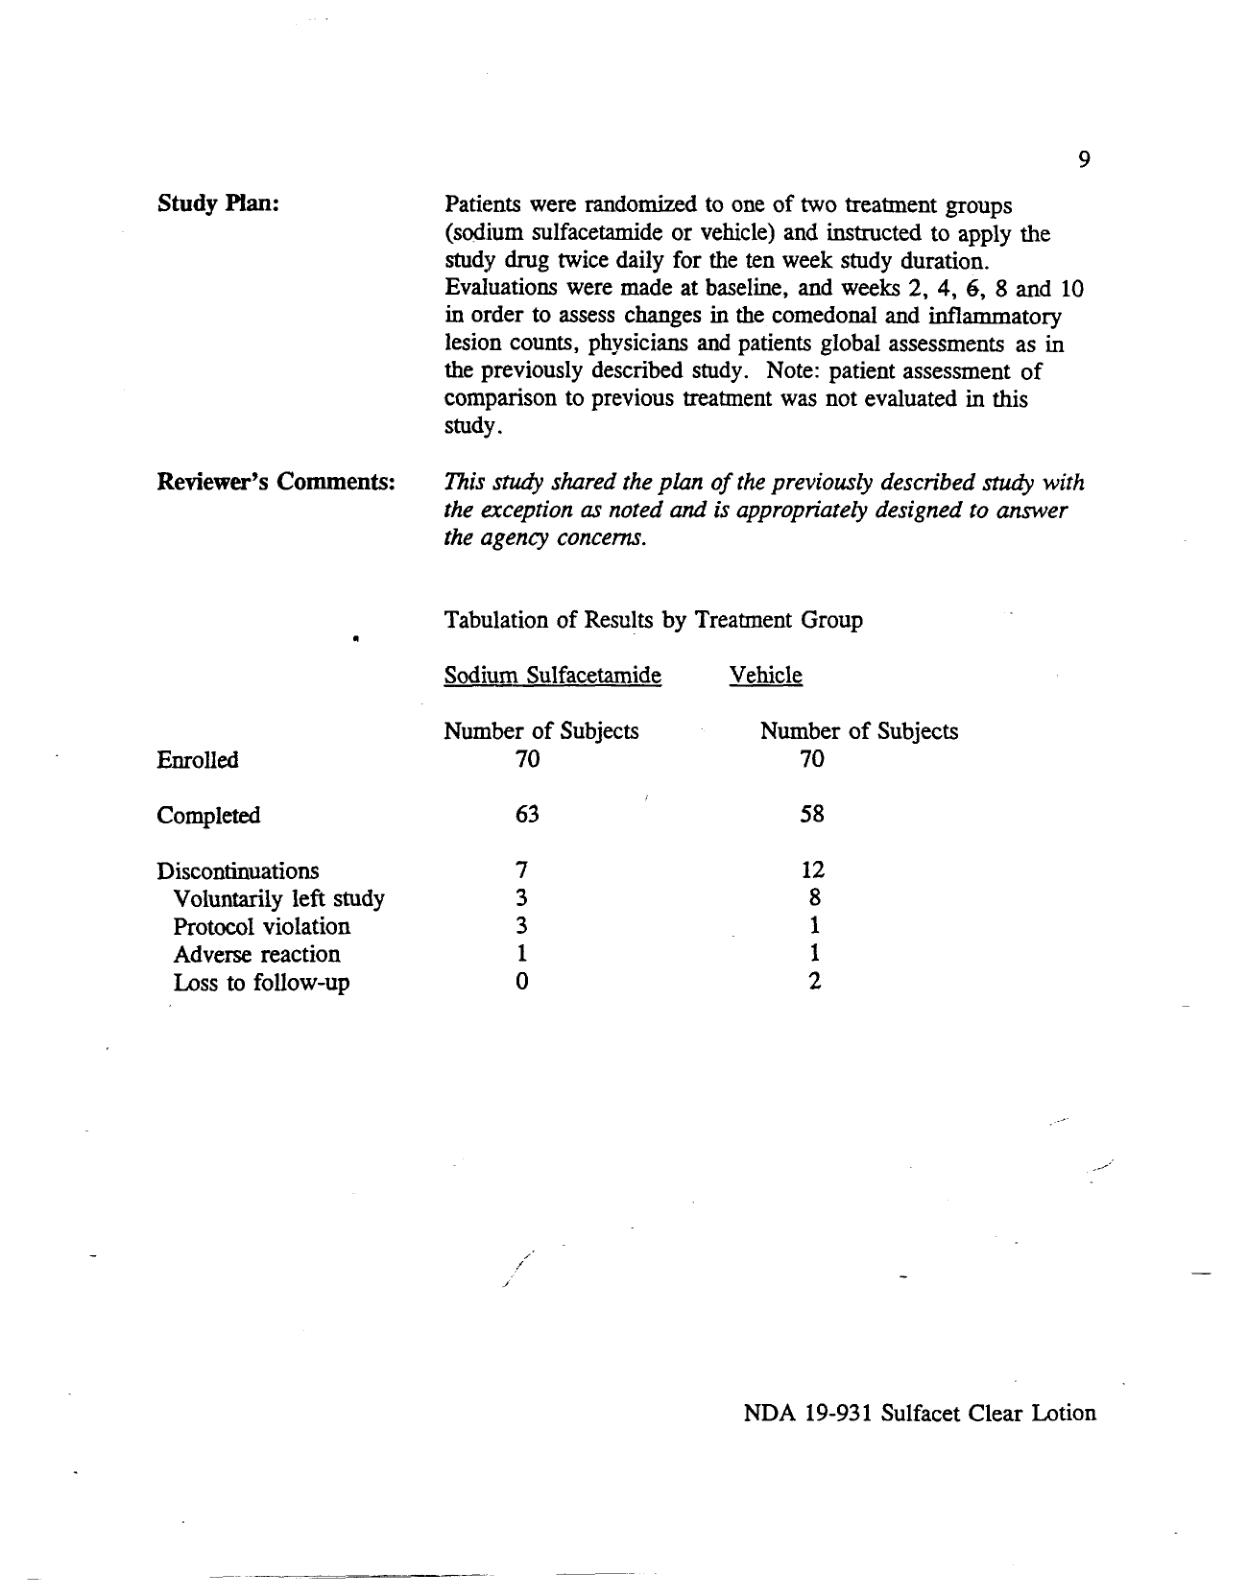 9
Study Plan: Patients were randomized to one of two treatment groups
(sodium sulfacetamide or vehicle) and instructed to apply the
study drug twice daily for the ten week study duration.
Evaluations were made at baseline, and weeks 2, 4, 6, 8 and 10
in order to assess changes in the comedonal and inflammatory
lesion counts, physicians and patients global assessments as in
the previously described study. Note: patient assessment of
comparison to previous treatment was not evaluated in this
study.
Reviewer's Comments: This study shared the plan of the previously described study with
the exception as noted and is appropriately designed to answer
the agency concerns.
Tabulation of Results by Treatment Group
Sodium Sulfacetamide Vehicle
Number of Subjects Number of Subjects
Enrolled 70 70
Completed 63 58
Discontinuations 7 12
Voluntarily left study 3 8
Protocol violation 3 1
Adverse reaction 1 1
Loss to follow-up 0 2
NDA 19-931 Sulfacet Clear Lotion